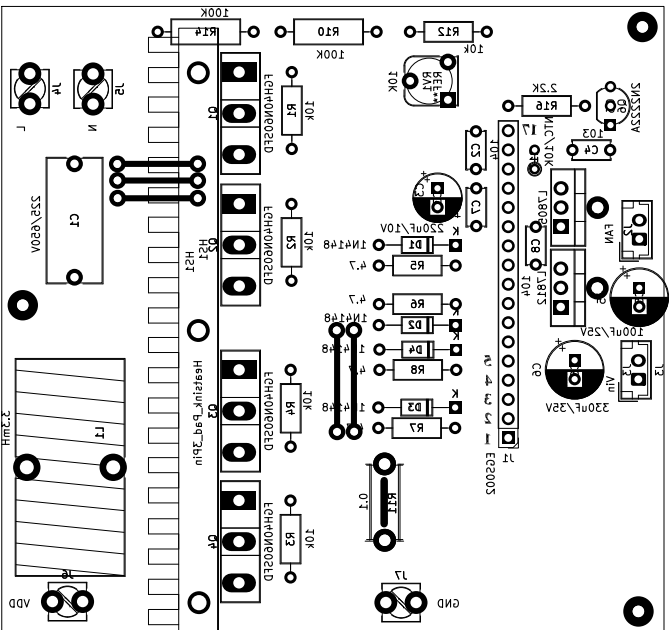 100K
R14
R10
100K
R12
10k
REF**
RV1
10k
2.2K
R16
2N2222A
Q6
103
C4
J4
J5
L
N
Q1
FGH40N60SFD
R1
10k
C2
104
17
NTC/10K
225/650V
C1
HS1
HS1
Q2
FGH40N60SFD
R2
10k
C3
220uF/10V
C7
L7805
C8
104
FAN
J2
1N4148
D1
K
4.7
R5
L7812
4.7
R6
K
1N4148
D2
D4
K
R8
100uF/25V
C6
330uF/35V
Vin
J3
5
4
3
2
1
J1
EGS002
Heatsink_Pad_3Pin
Q3
FGH40N60SFD
R4
10k
D3
K
R7
3.3mH
L1
Q4
FGH40N60SFD
R3
10k
0.1
R11
J6
VDD
J7
GND